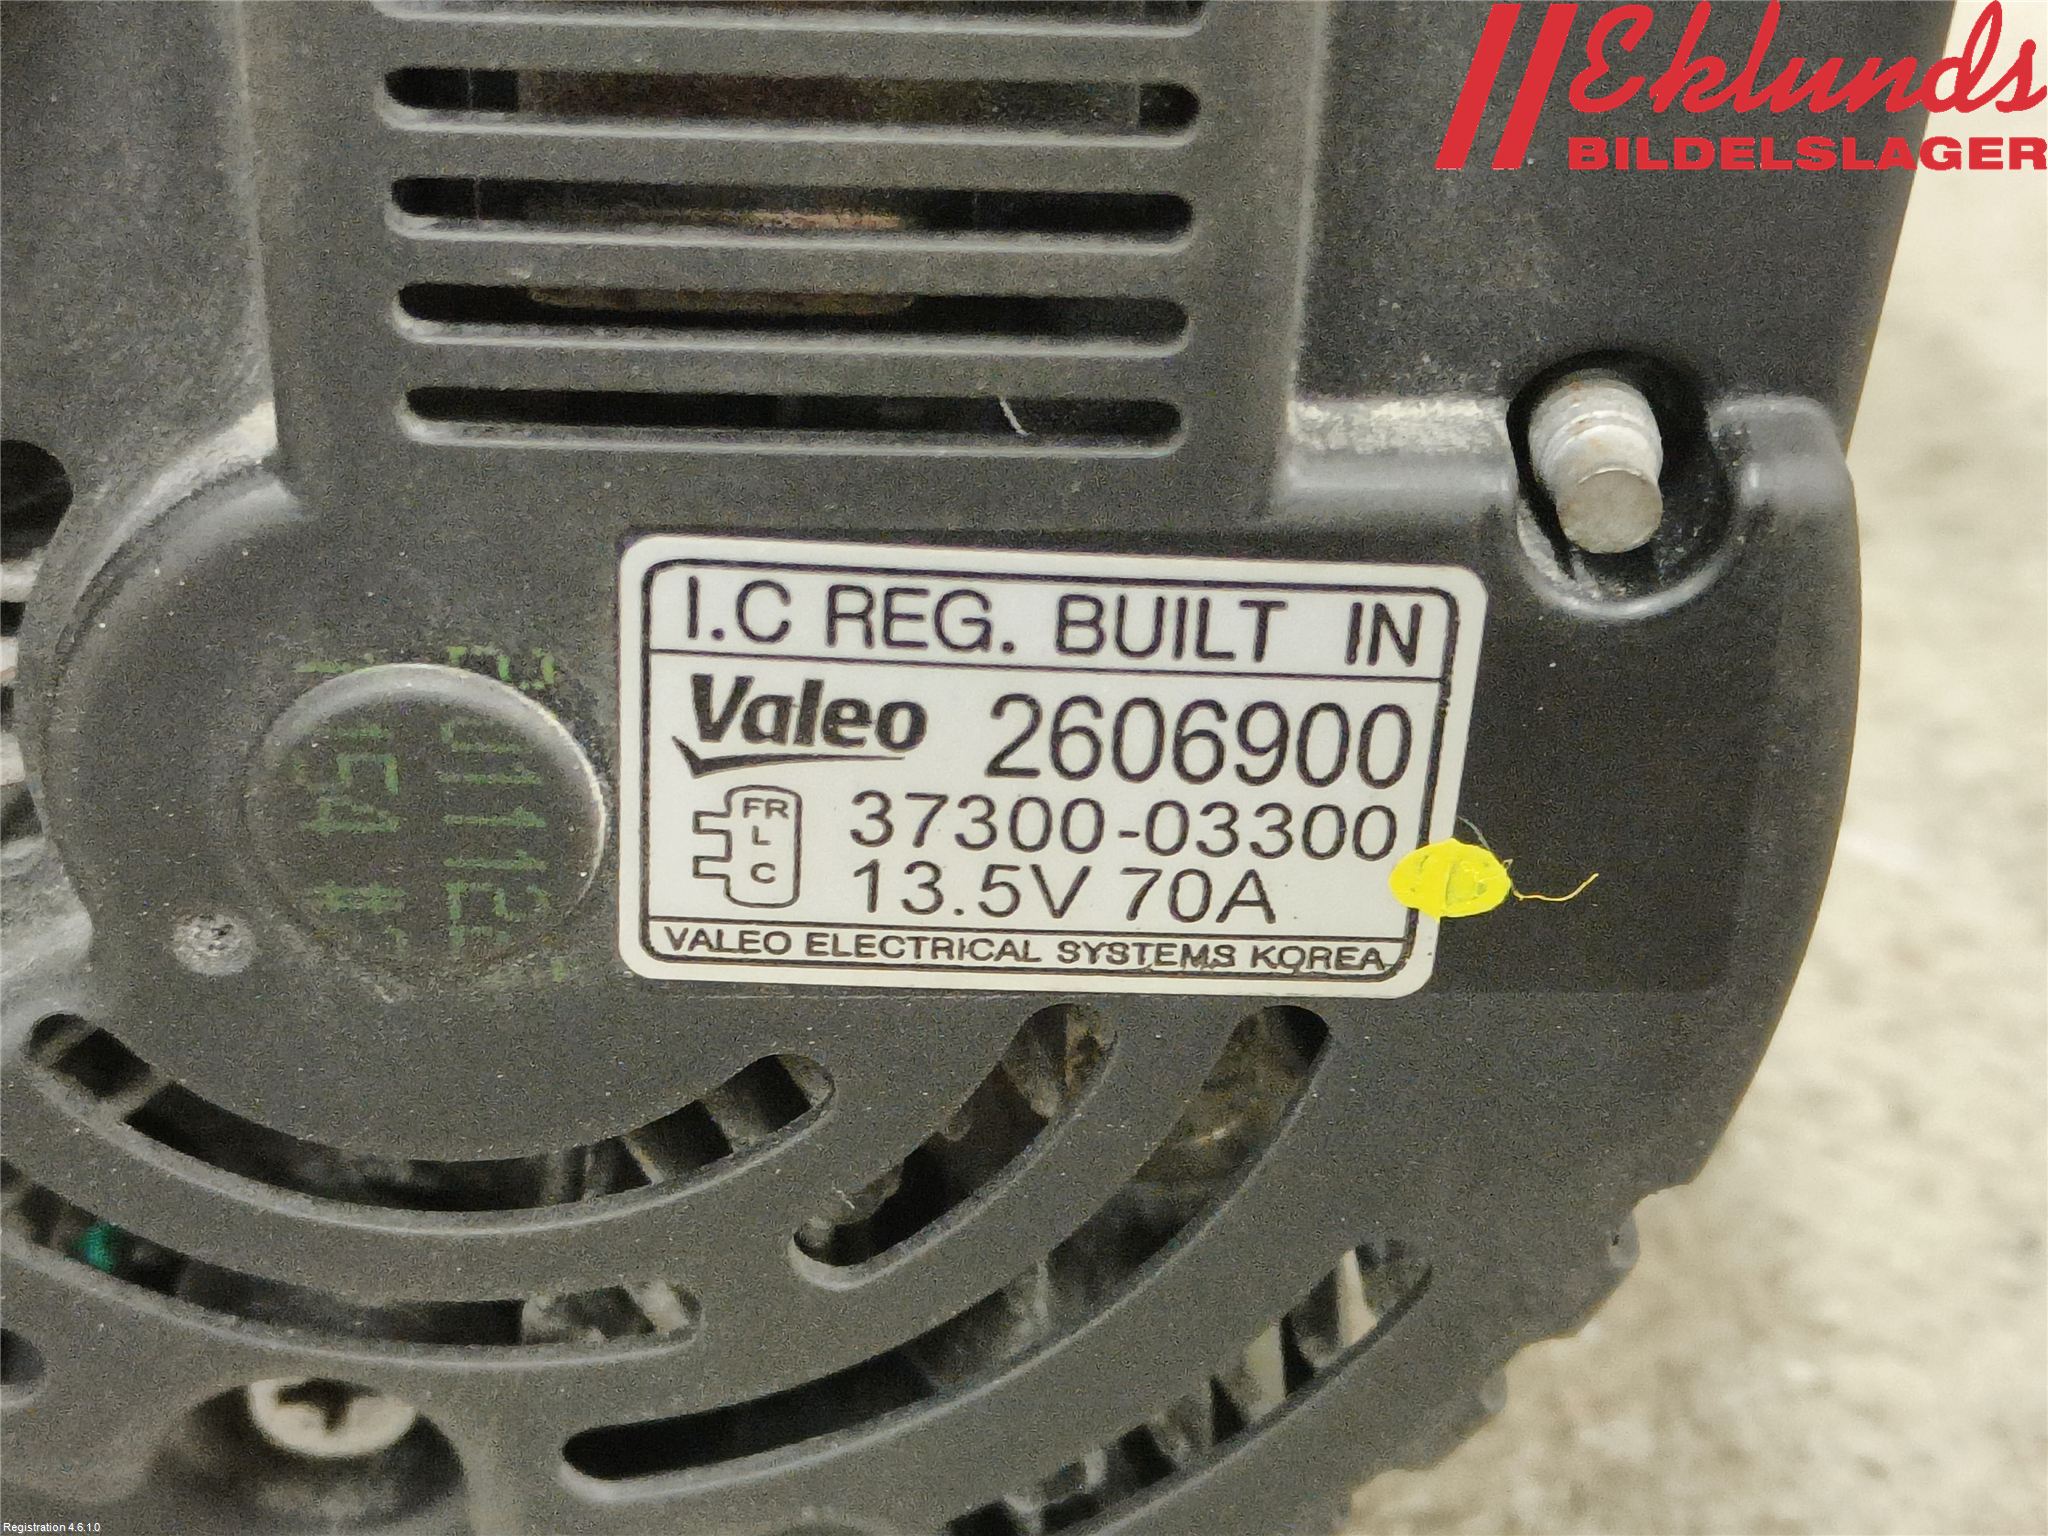 Eklunds
BILDELSLAGER
I.C REG. BUILT IN
Valeo 2606900
FR
L
C
37300-03300
13.5V 70A
VALEO ELECTRICAL SYSTEMS KOREA
Registration 4.6.1.0